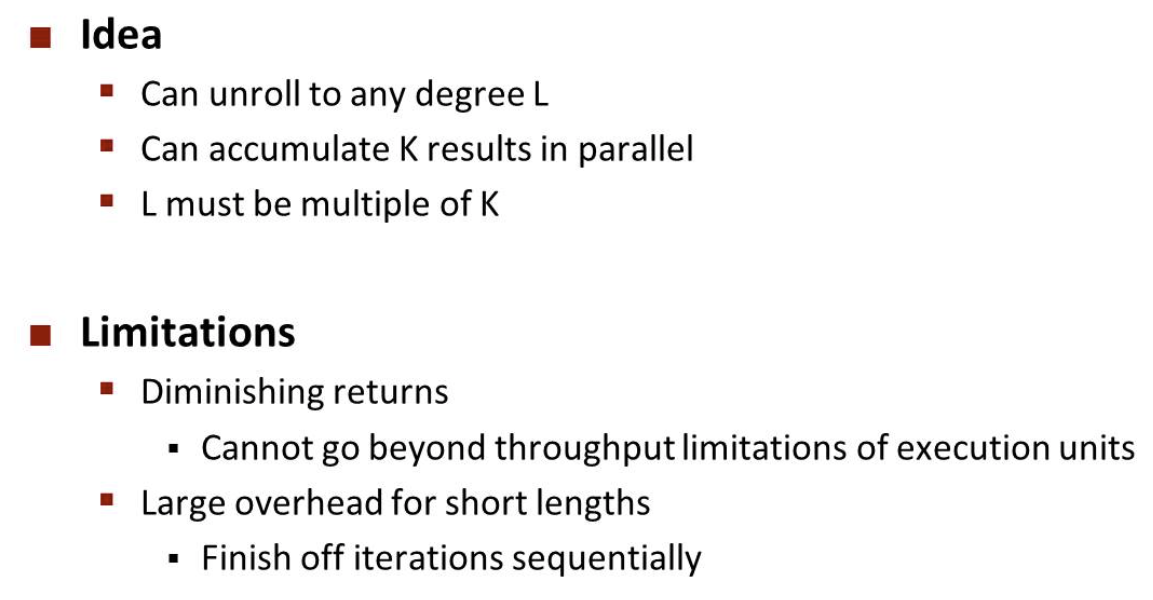 Idea
Can unroll to any degree L
Can accumulate K results in parallel
L must be multiple of K
Limitations
Diminishing returns
Cannot go beyond throughput limitations of execution units
Large overhead for short lengths
Finish off iterations sequentially